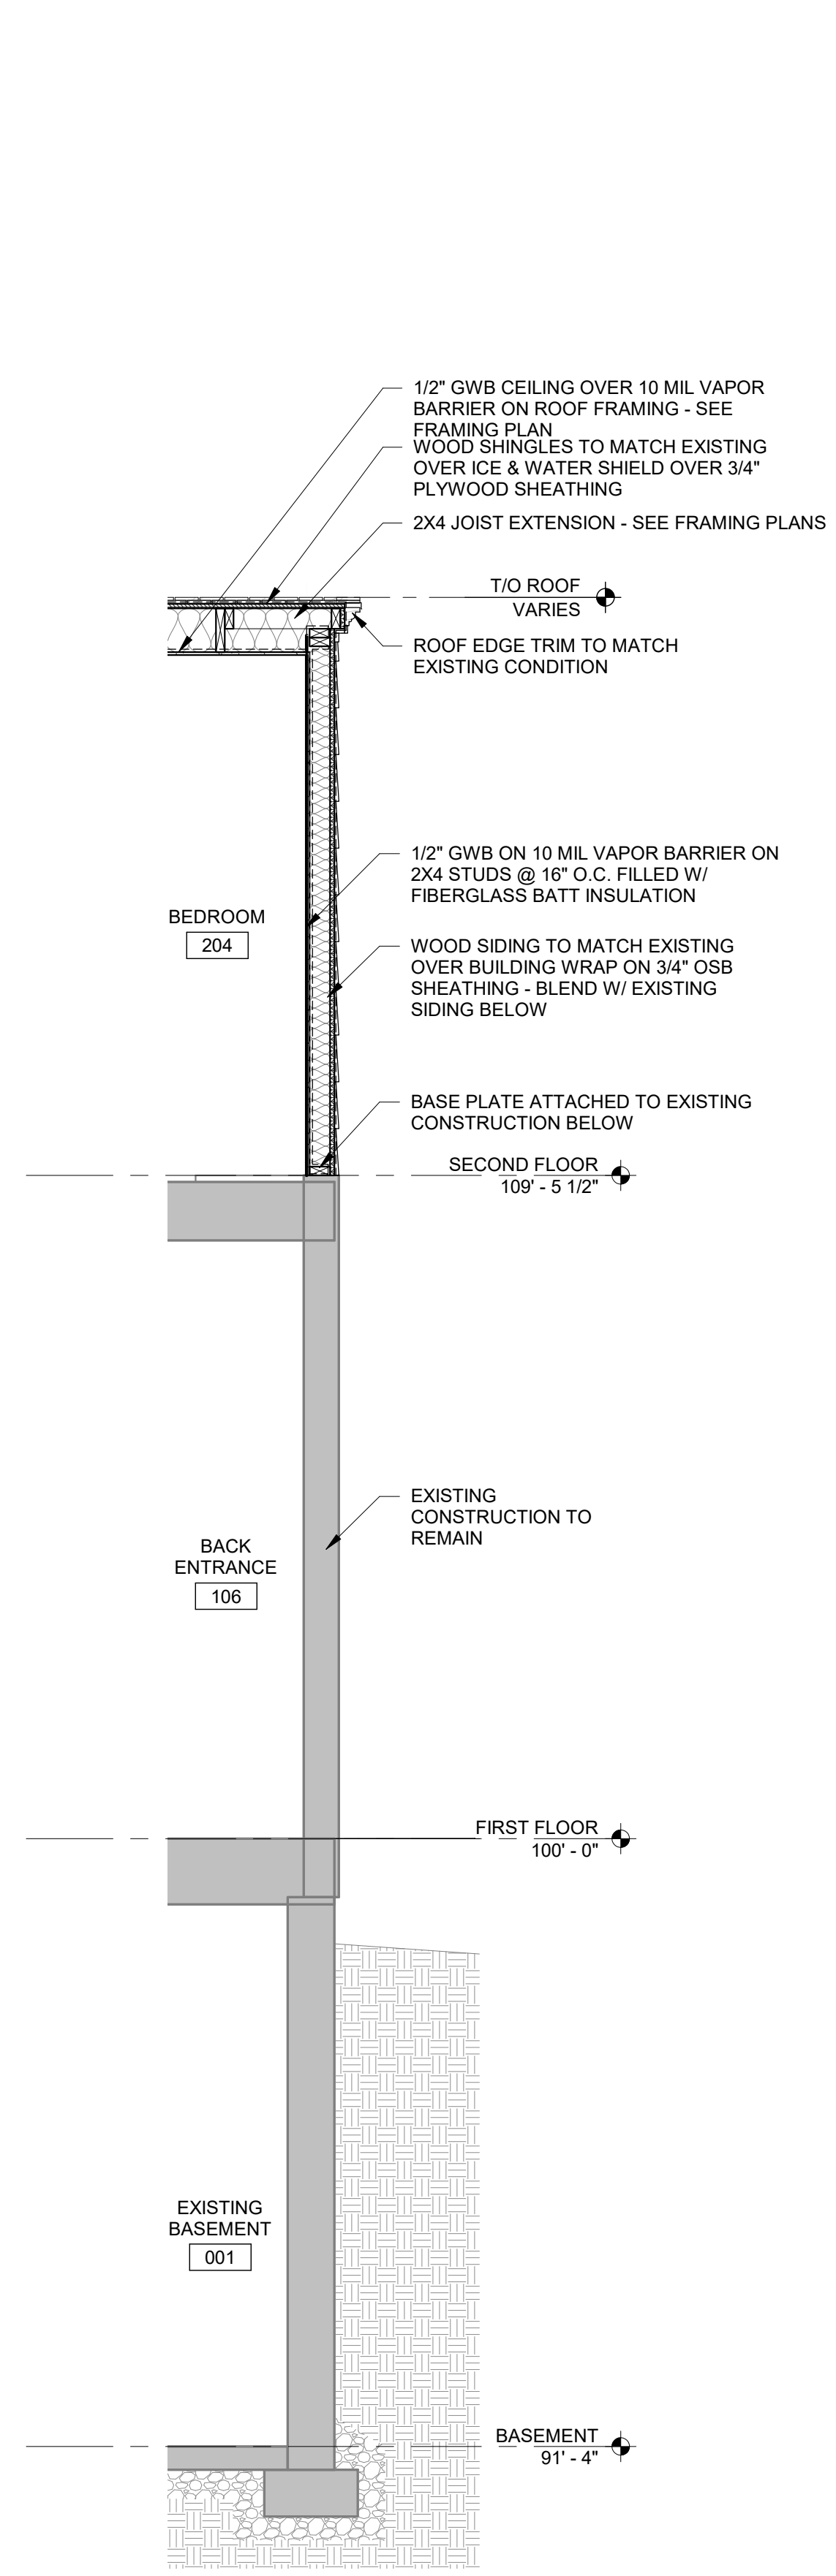 1/2" GWB CEILING OVER 10 MIL VAPOR
BARRIER ON ROOF FRAMING - SEE
FRAMING PLAN
WOOD SHINGLES TO MATCH EXISTING
OVER ICE & WATER SHIELD OVER 3/4"
PLYWOOD SHEATHING
2X4 JOIST EXTENSION - SEE FRAMING PLANS
T/O ROOF
VARIES
ROOF EDGE TRIM TO MATCH
EXISTING CONDITION
1/2" GWB ON 10 MIL VAPOR BARRIER ON
2X4 STUDS @ 16" O.C. FILLED W/
FIBERGLASS BATT INSULATION
BEDROOM
204
WOOD SIDING TO MATCH EXISTING
OVER BUILDING WRAP ON 3/4" OSB
SHEATHING - BLEND W/ EXISTING
SIDING BELOW
BASE PLATE ATTACHED TO EXISTING
CONSTRUCTION BELOW
SECOND FLOOR
109' - 5 1/2"
EXISTING
CONSTRUCTION TO
REMAIN
BACK
ENTRANCE
106
FIRST FLOOR
100' - 0"
EXISTING
BASEMENT
001
BASEMENT
91' - 4"